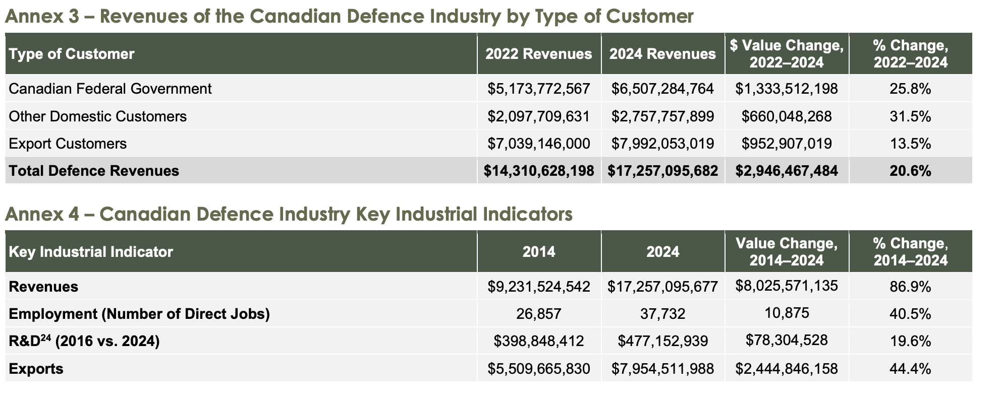 Annex 3 – Revenues of the Canadian Defence Industry by Type of Customer
Type of Customer 2022 Revenues 2024 Revenues $ Value Change, 2022–2024 % Change, 2022–2024
Canadian Federal Government $5,173,772,567 $6,507,284,764 $1,333,512,198 25.8%
Other Domestic Customers $2,097,709,631 $2,757,757,899 $660,048,268 31.5%
Export Customers $7,039,146,000 $7,992,053,019 $952,907,019 13.5%
Total Defence Revenues $14,310,628,198 $17,257,095,682 $2,946,467,484 20.6%
Annex 4 – Canadian Defence Industry Key Industrial Indicators
Key Industrial Indicator 2014 2024 Value Change, 2014–2024 % Change, 2014–2024
Revenues $9,231,524,542 $17,257,095,677 $8,025,571,135 86.9%
Employment (Number of Direct Jobs) 26,857 37,732 10,875 40.5%
R&D24 (2016 vs. 2024) $398,848,412 $477,152,939 $78,304,528 19.6%
Exports $5,509,665,830 $7,954,511,988 $2,444,846,158 44.4%